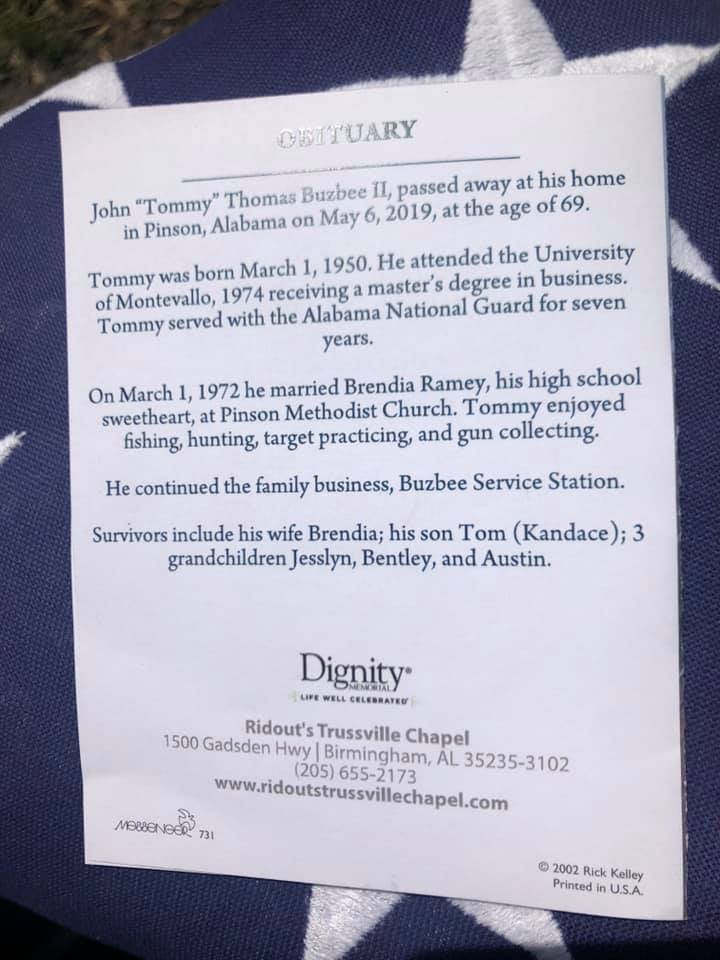 OBITUARY
John "Tommy" Thomas Buzbee II, passed away at his home
in Pinson, Alabama on May 6, 2019, at the age of 69.
Tommy was born March 1, 1950. He attended the University
of Montevallo, 1974 receiving a master's degree in business.
Tommy served with the Alabama National Guard for seven
years.
On March 1, 1972 he married Brendia Ramey, his high school
sweetheart, at Pinson Methodist Church. Tommy enjoyed
fishing, hunting, target practicing, and gun collecting.
He continued the family business, Buzbee Service Station.
Survivors include his wife Brendia; his son Tom (Kandace); 3
grandchildren Jesslyn, Bentley, and Austin.
Dignity®
MEMORIAL
LIFE WELL CELEBRATED®
Ridout's Trussville Chapel
1500 Gadsden Hwy | Birmingham, AL 35235-3102
(205) 655-2173
www.ridoutstrussvillechapel.com
MESSENGER 731
© 2002 Rick Kelley
Printed in U.S.A.